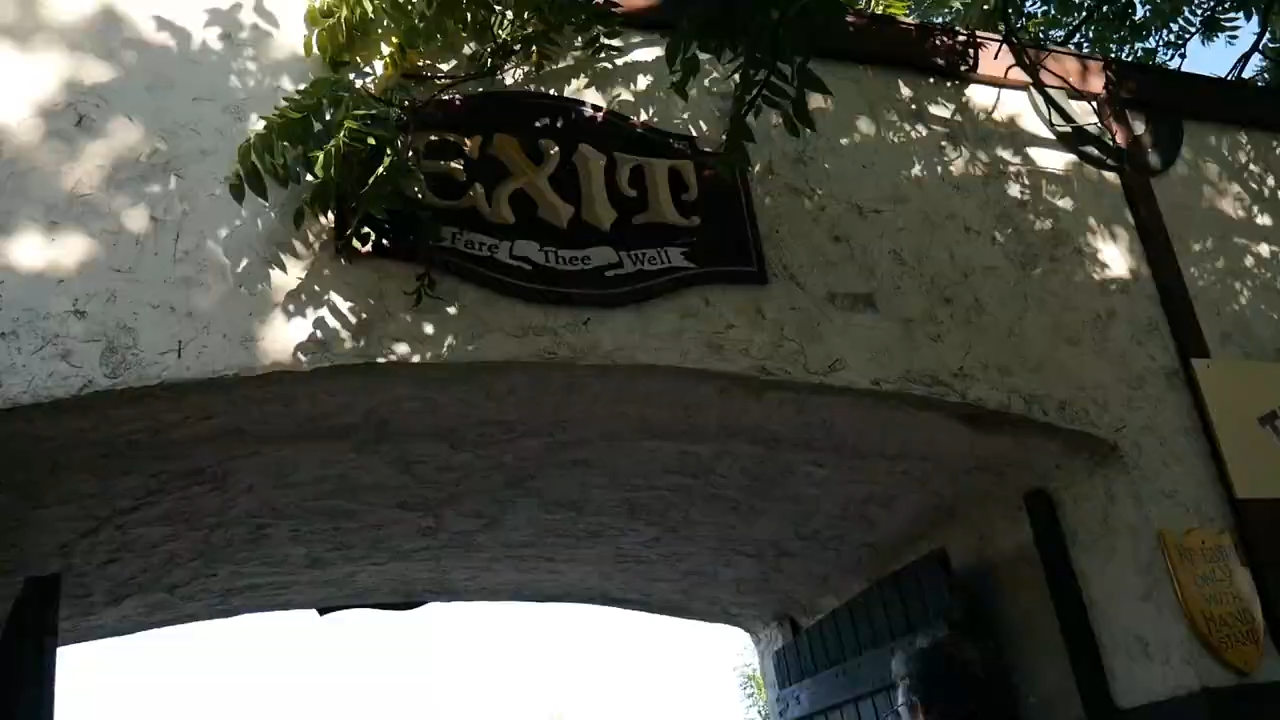 EXIT
Fare Thee Well
RE-ENTRY
ONLY
WITH
HAND
STAMP